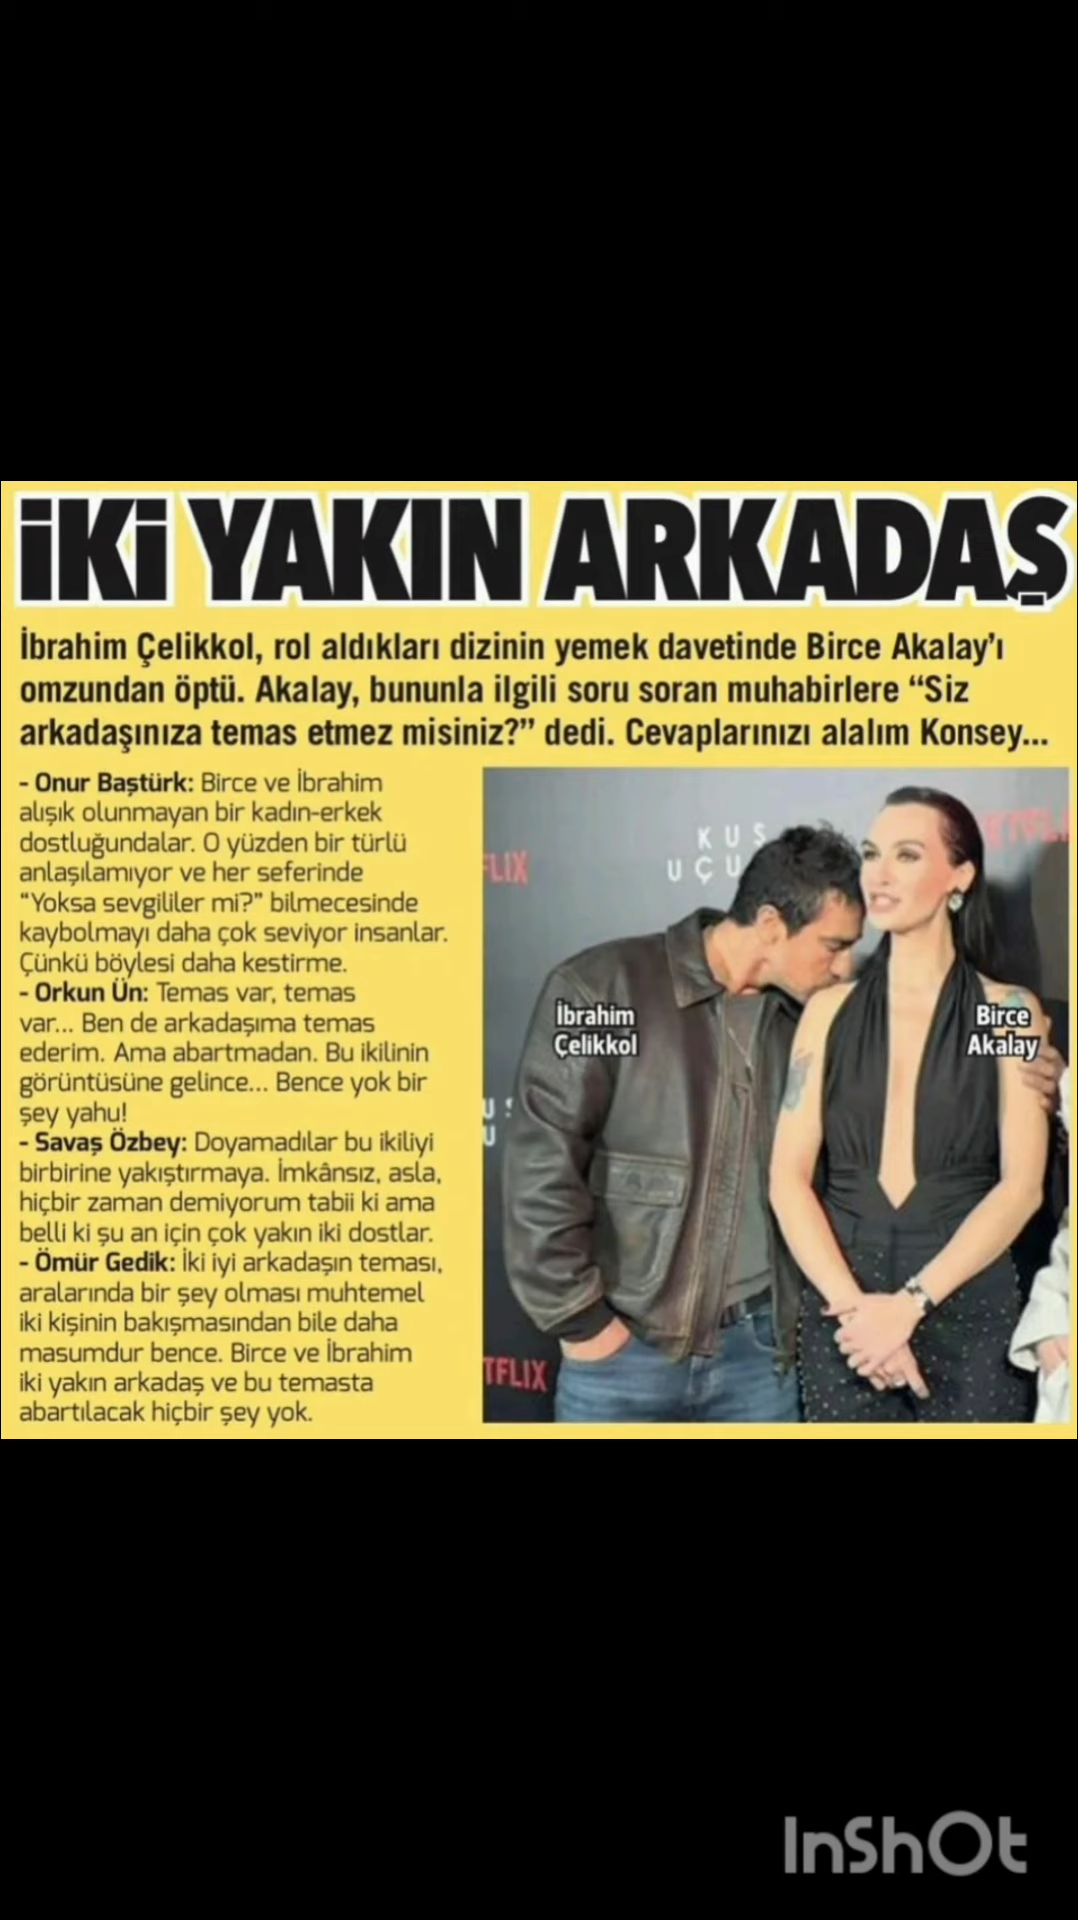 İKİ YAKIN ARKADAŞ
İbrahim Çelikkol, rol aldıkları dizinin yemek davetinde Birce Akalay’ı
omzundan öptü. Akalay, bununla ilgili soru soran muhabirlere “Siz
arkadaşınıza temas etmez misiniz?” dedi. Cevaplarınızı alalım Konsey...
- Onur Baştürk: Birce ve İbrahim
alışık olunmayan bir kadın-erkek
dostluğundalar. O yüzden bir türlü
anlaşılamıyor ve her seferinde
“Yoksa sevgililer mi?” bilmecesinde
kaybolmayı daha çok seviyor insanlar.
Çünkü böylesi daha kestirme.
- Orkun Ün: Temas var, temas
var... Ben de arkadaşıma temas
ederim. Ama abartmadan. Bu ikilinin
görüntüsüne gelince... Bence yok bir
şey yahu!
- Savaş Özbey: Doyamadılar bu ikiliyi
birbirine yakıştırmaya. İmkânsız, asla,
hiçbir zaman demiyorum tabii ki ama
belli ki şu an için çok yakın iki dostlar.
- Ömür Gedik: İki iyi arkadaşın teması,
aralarında bir şey olması muhtemel
iki kişinin bakışmasından bile daha
masumdur bence. Birce ve İbrahim
iki yakın arkadaş ve bu temasta
abartılacak hiçbir şey yok.
FLIX
KUŞ
UÇU
İbrahim
Çelikkol
Birce
Akalay
TFLIX
InShOt